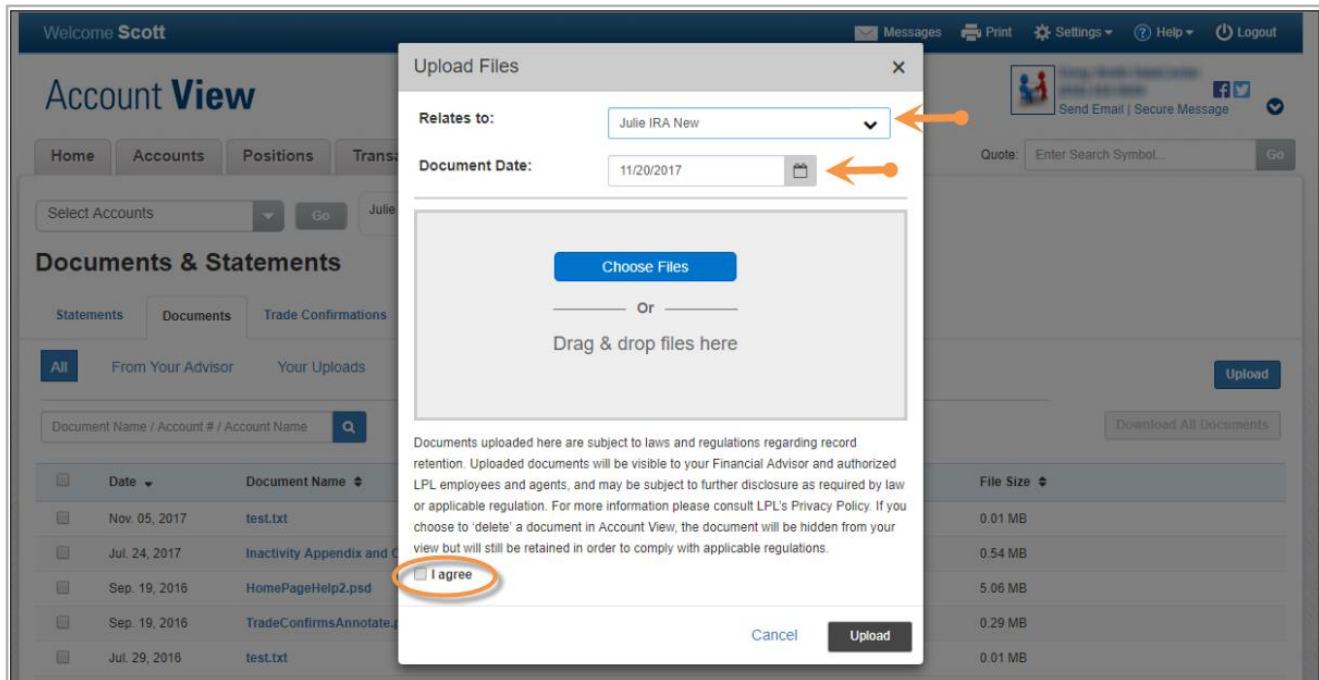 Welcome Scott
Messages Print Settings Help Logout
Account View
Send Email | Secure Message
Home Accounts Positions
Quote: Enter Search Symbol... Go
Select Accounts Go Julie
Documents & Statements
Statements Documents Trade Confirmations
All From Your Advisor Your Uploads
Upload
Document Name / Account # / Account Name
Download All Documents
Date Document Name File Size
Nov. 05, 2017 test.txt 0.01 MB
Jul. 24, 2017 Inactivity Appendix and 0.54 MB
Sep. 19, 2016 HomePageHelp2.psd 5.06 MB
Sep. 19, 2016 TradeConfirmsAnnotate. 0.29 MB
Jul. 29, 2016 test.txt 0.01 MB
Upload Files ×
Relates to: Julie IRA New
Document Date: 11/20/2017
Choose Files
Or
Drag & drop files here
Documents uploaded here are subject to laws and regulations regarding record
retention. Uploaded documents will be visible to your Financial Advisor and authorized
LPL employees and agents, and may be subject to further disclosure as required by law
or applicable regulation. For more information please consult LPL's Privacy Policy. If you
choose to 'delete' a document in Account View, the document will be hidden from your
view but will still be retained in order to comply with applicable regulations.
I agree
Cancel Upload